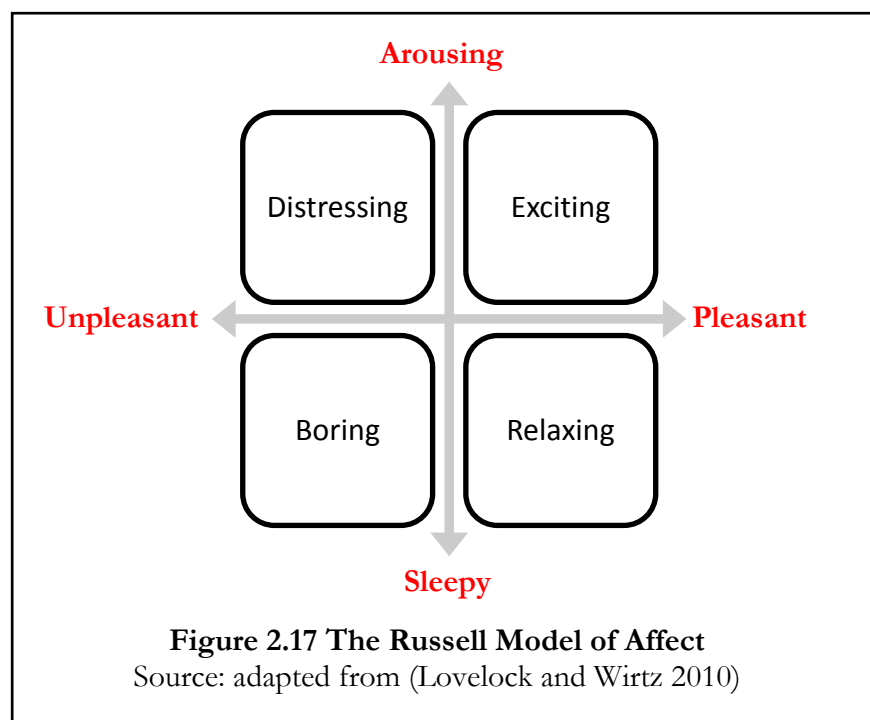 Arousing
Distressing
Exciting
Unpleasant
Pleasant
Boring
Relaxing
Sleepy
Figure 2.17 The Russell Model of Affect
Source: adapted from (Lovelock and Wirtz 2010)